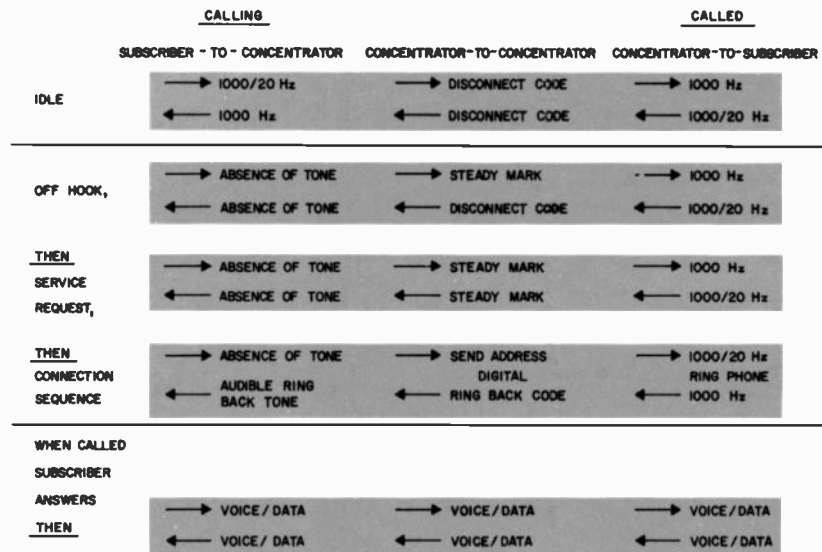 CALLING CALLED
SUBSCRIBER - TO - CONCENTRATOR CONCENTRATOR-TO-CONCENTRATOR CONCENTRATOR-TO-SUBSCRIBER
IDLE
→ 1000/20 Hz → DISCONNECT CODE → 1000 Hz
← 1000 Hz ← DISCONNECT CODE ← 1000/20 Hz
OFF HOOK,
→ ABSENCE OF TONE → STEADY MARK → 1000 Hz
← ABSENCE OF TONE ← DISCONNECT CODE ← 1000/20 Hz
THEN
SERVICE
REQUEST,
→ ABSENCE OF TONE → STEADY MARK → 1000 Hz
← ABSENCE OF TONE ← STEADY MARK ← 1000/20 Hz
THEN
CONNECTION
SEQUENCE
→ ABSENCE OF TONE → SEND ADDRESS → 1000/20 Hz
DIGITAL RING PHONE
← AUDIBLE RING ← RING BACK CODE ← 1000 Hz
BACK TONE
WHEN CALLED
SUBSCRIBER
ANSWERS
THEN
→ VOICE/DATA → VOICE/DATA → VOICE/DATA
← VOICE/DATA ← VOICE/DATA ← VOICE/DATA